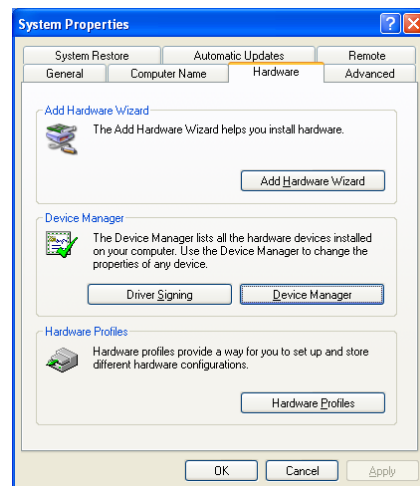 System Properties
System Restore Automatic Updates Remote
General Computer Name Hardware Advanced
Add Hardware Wizard
The Add Hardware Wizard helps you install hardware.
Add Hardware Wizard
Device Manager
The Device Manager lists all the hardware devices installed
on your computer. Use the Device Manager to change the
properties of any device.
Driver Signing Device Manager
Hardware Profiles
Hardware profiles provide a way for you to set up and store
different hardware configurations.
Hardware Profiles
OK Cancel Apply